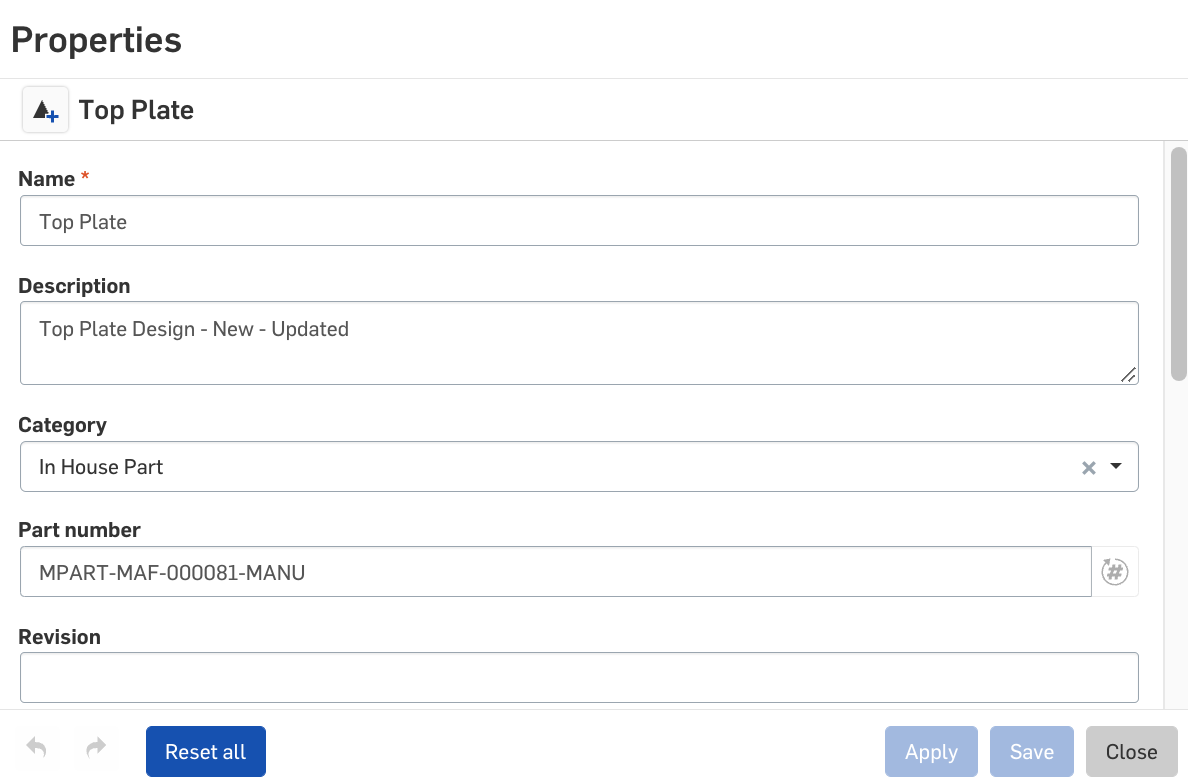 Properties
Top Plate
Name *
Top Plate
Description
Top Plate Design - New - Updated
Category
In House Part
Part number
MPART-MAF-000081-MANU
#
Revision
Reset all Apply Save Close